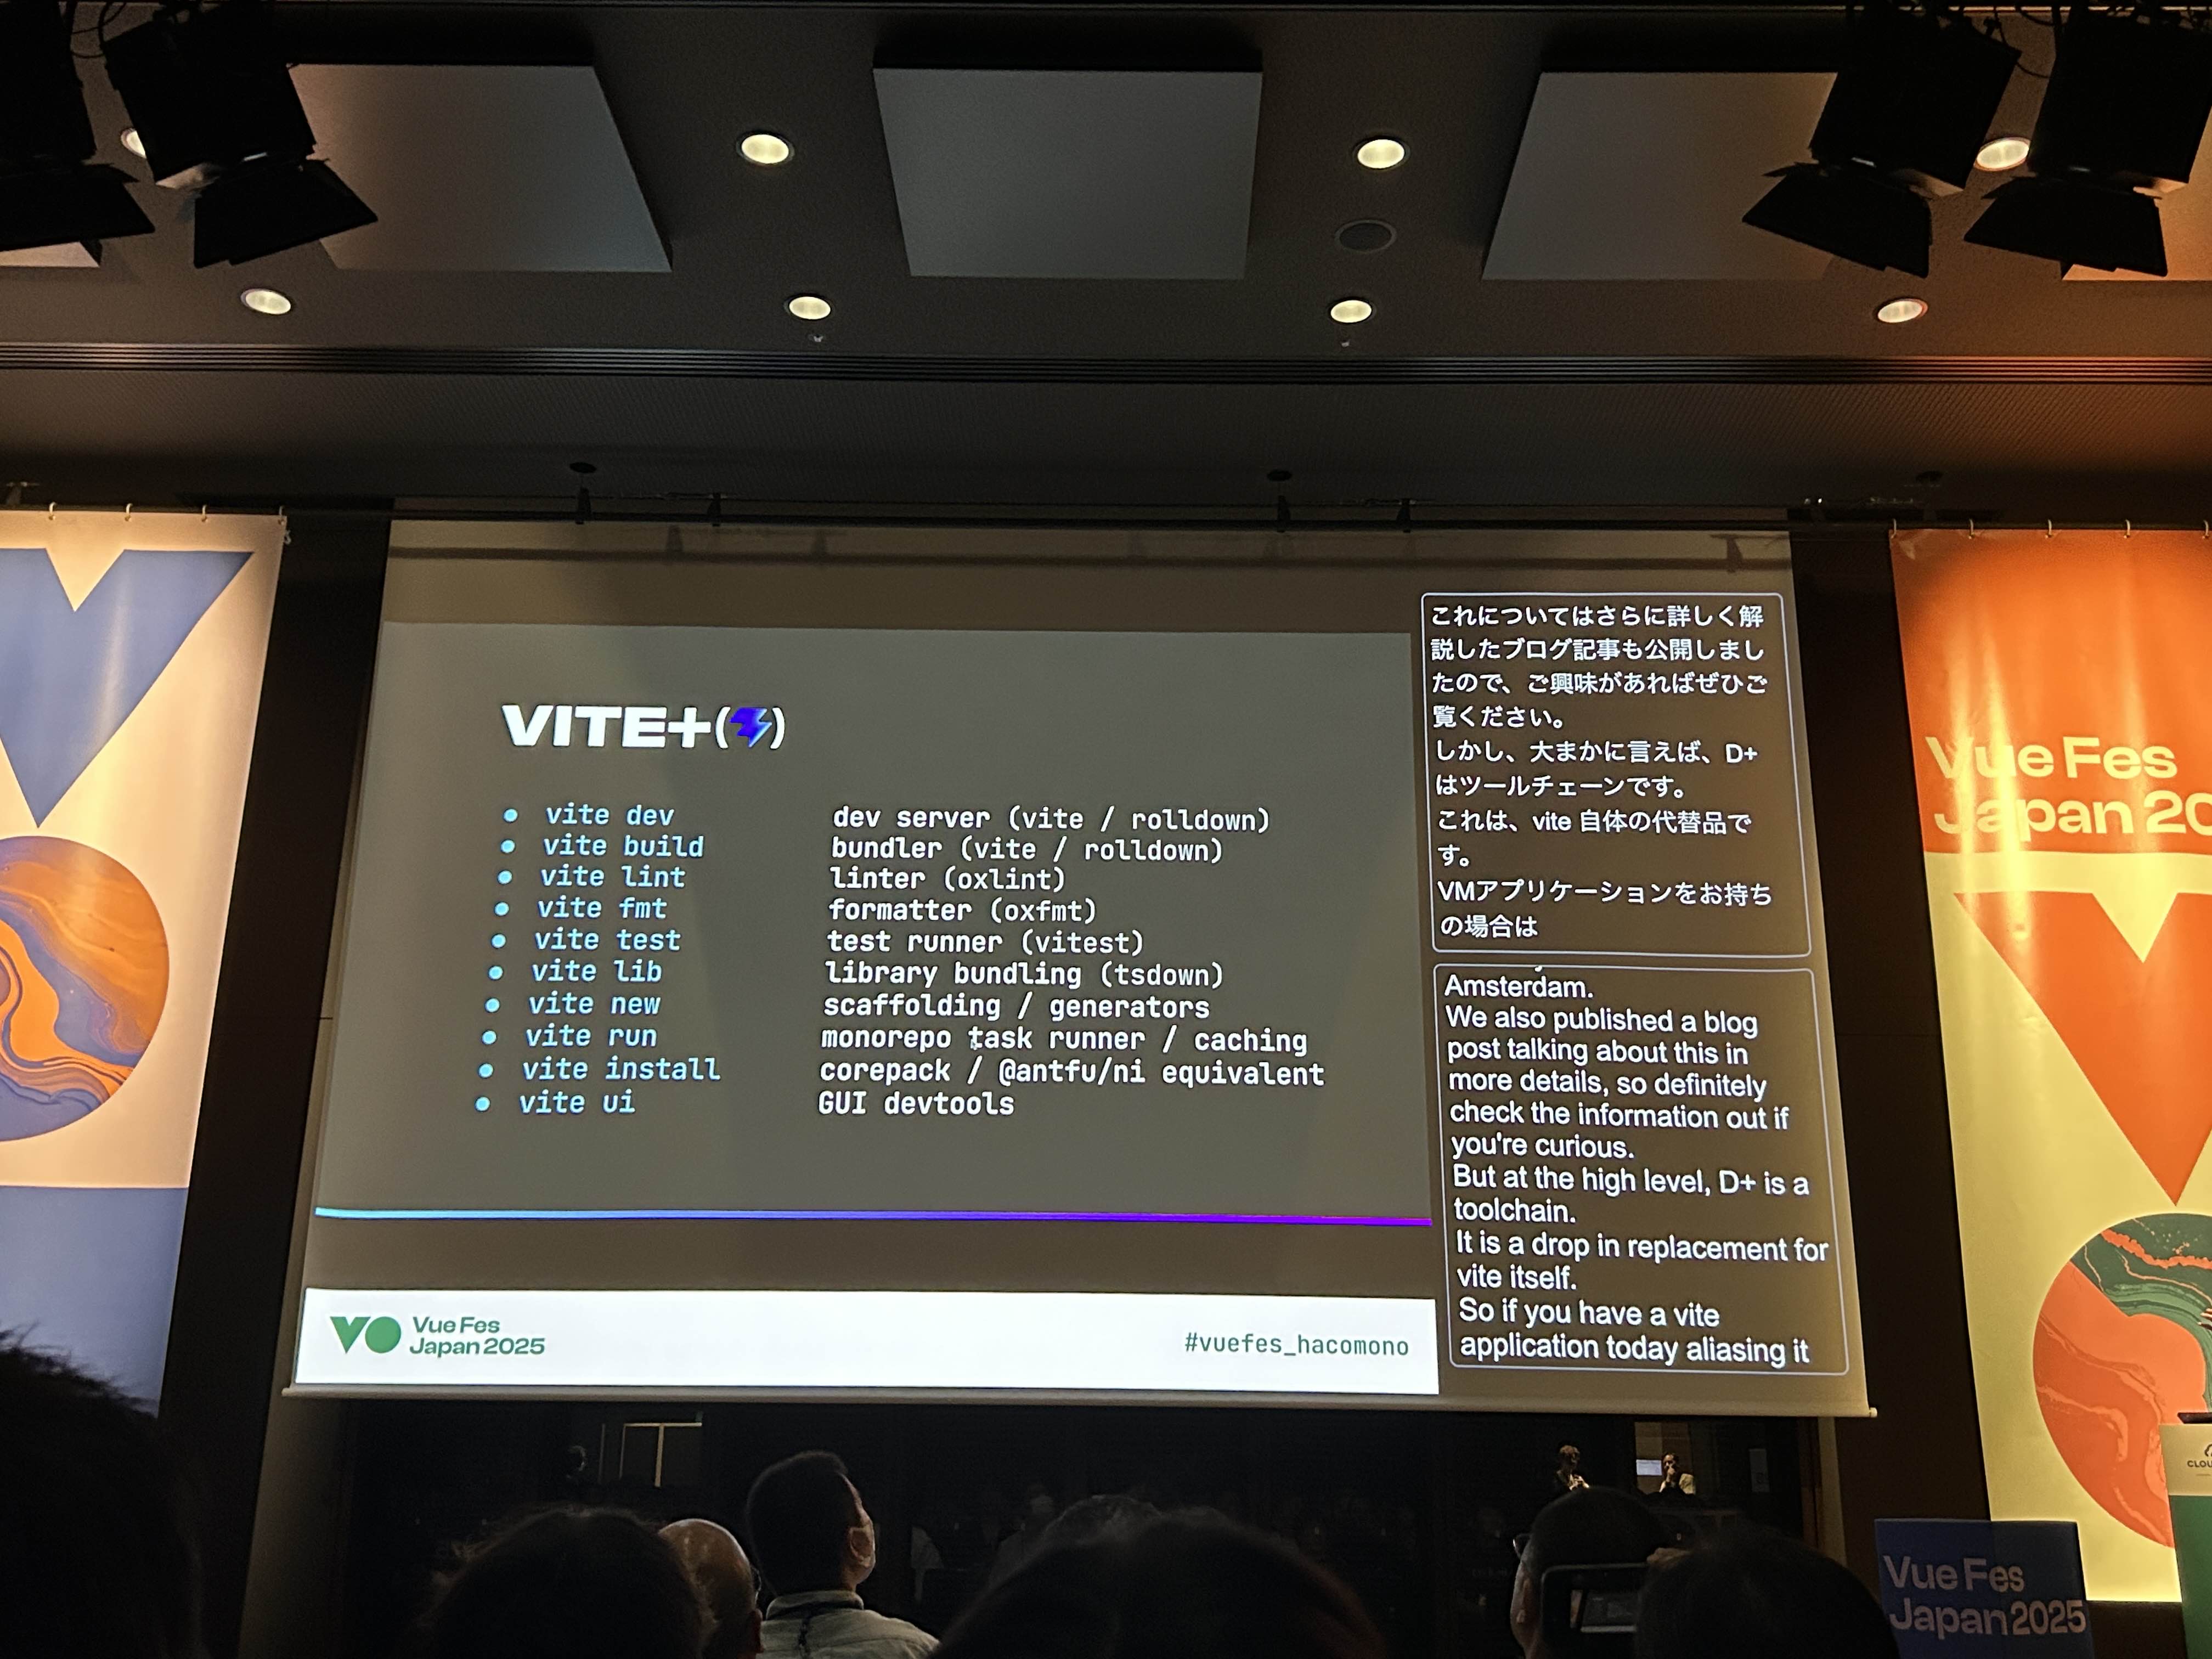 VITE+()
vite dev dev server (vite / rolldown)
vite build bundler (vite / rolldown)
vite lint linter (oxlint)
vite fmt formatter (oxfmt)
vite test test runner (vitest)
vite lib library bundling (tsdown)
vite new scaffolding / generators
vite run monorepo task runner / caching
vite install corepack / @antfu/ni equivalent
vite ui GUI devtools
Vue Fes
Japan 2025
#vuefes_hacomono
これについてはさらに詳しく解
説したブログ記事も公開しまし
たので、ご興味があればぜひご
覧ください。
しかし、大まかに言えば、D+
はツールチェーンです。
これは、vite 自体の代替品で
す。
VMアプリケーションをお持ち
の場合は
Amsterdam.
We also published a blog
post talking about this in
more details, so definitely
check the information out if
you're curious.
But at the high level, D+ is a
toolchain.
It is a drop in replacement for
vite itself.
So if you have a vite
application today aliasing it
Vue Fes
Japan 20
CLOU
Vue Fes
Japan 2025